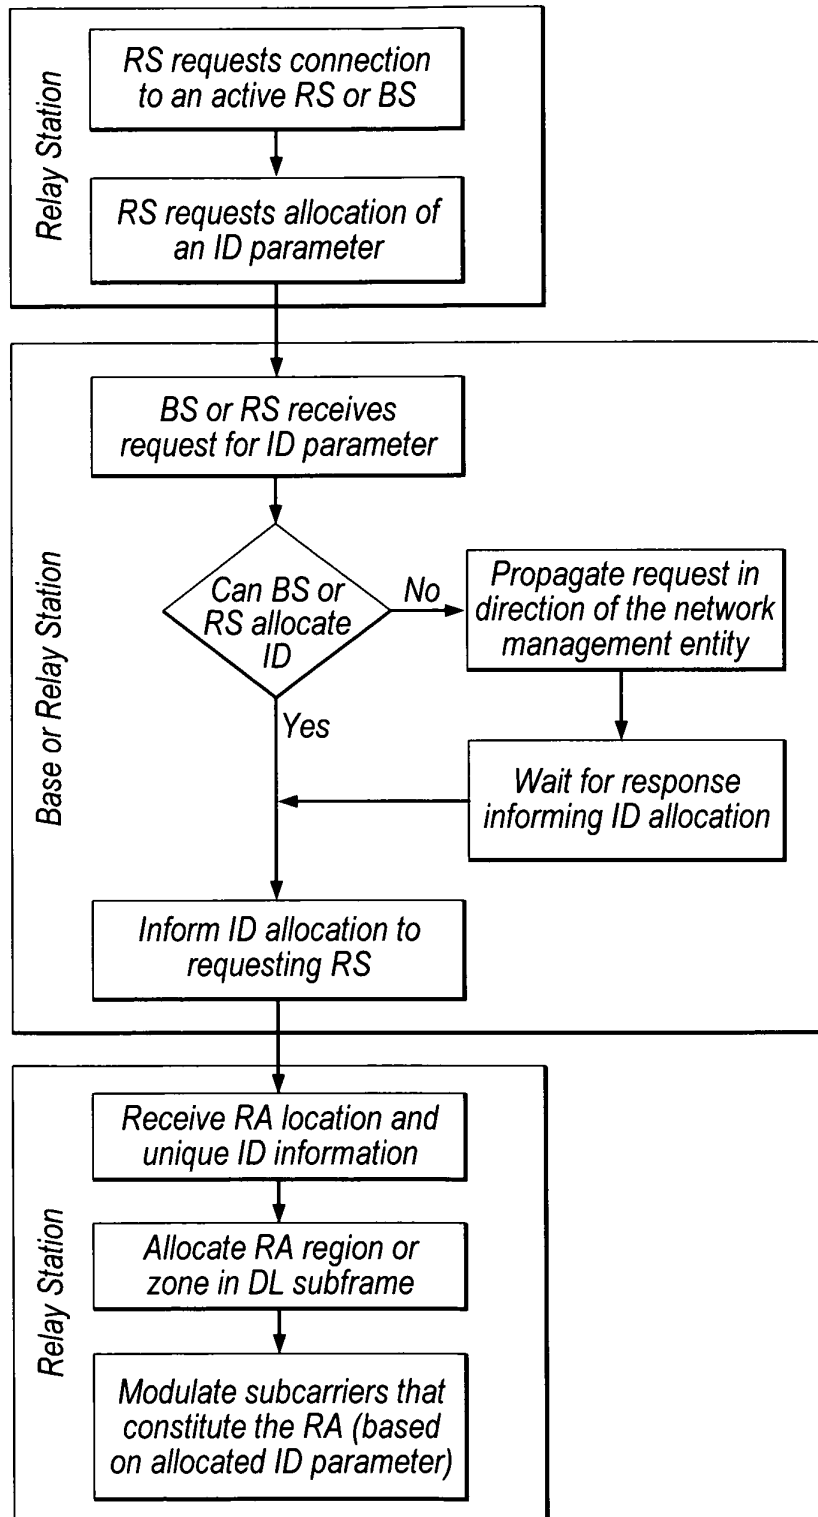 Relay Station
RS requests connection
to an active RS or BS
RS requests allocation of
an ID parameter
Base or Relay Station
BS or RS receives
request for ID parameter
Can BS or
RS allocate
ID
No
Propagate request in
direction of the network
management entity
Yes
Wait for response
informing ID allocation
Inform ID allocation to
requesting RS
Relay Station
Receive RA location and
unique ID information
Allocate RA region or
zone in DL subframe
Modulate subcarriers that
constitute the RA (based
on allocated ID parameter)